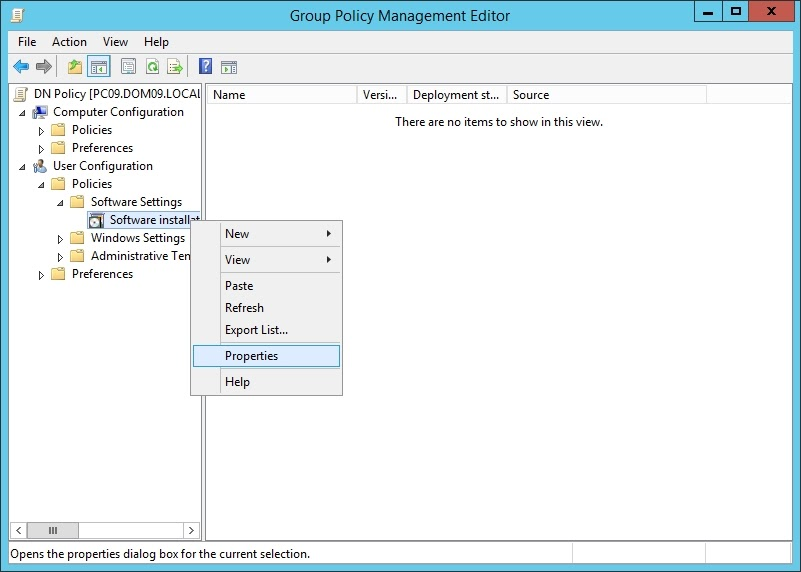 Group Policy Management Editor
File Action View Help
DN Policy [PC09.DOM09.LOCAL
Computer Configuration
Policies
Preferences
User Configuration
Policies
Software Settings
Software installat
Windows Settings
Administrative Ten
Preferences
Name Versi... Deployment st... Source
There are no items to show in this view.
New
View
Paste
Refresh
Export List...
Properties
Help
Opens the properties dialog box for the current selection.